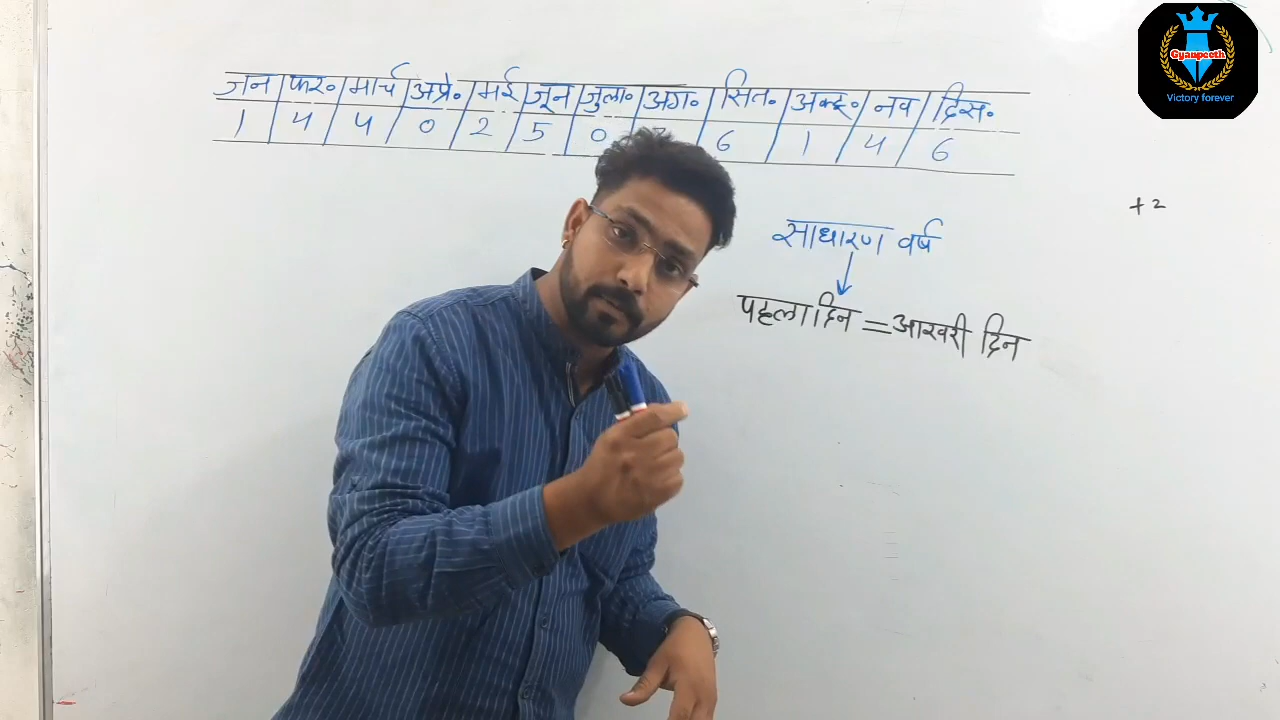 जन फर॰ मार्च अप्रे॰ मई जून जुला॰ अग॰ सित॰ अक्टू॰ नव दिस॰
1 4 4 0 2 5 0 6 1 4 6
+2
साधारण वर्ष
पहला दिन = आखरी दिन
Gyanpeeth
Victory forever